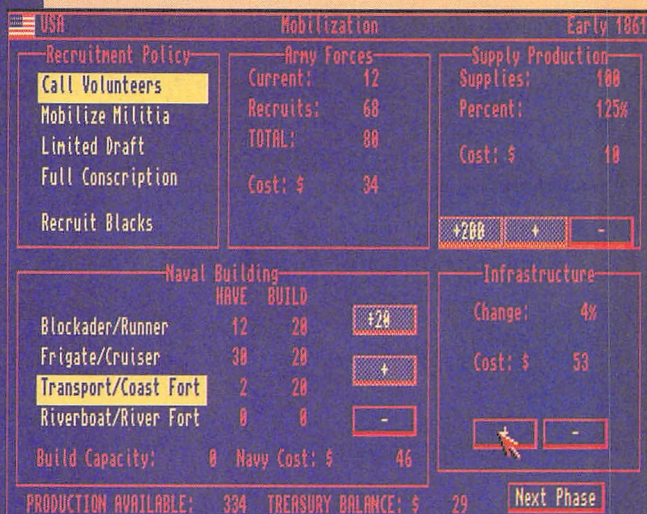 USA Mobilization Early 1861
Recruitment Policy
Call Volunteers
Mobilize Militia
Limited Draft
Full Conscription
Recruit Blacks
Army Forces
Current: 12
Recruits: 68
TOTAL: 80
Cost: $ 34
Supply Production
Supplies: 100
Percent: 125%
Cost: $ 10
+200 + -
Naval Building
HAVE BUILD
Blockader/Runner 12 20
Frigate/Cruiser 30 20
Transport/Coast Fort 2 20
Riverboat/River Fort 0 0
+20
+
-
Build Capacity: 0 Navy Cost: $ 46
Infrastructure
Change: 4%
Cost: $ 53
+ -
PRODUCTION AVAILABLE: 334 TREASURY BALANCE: $ 29 Next Phase